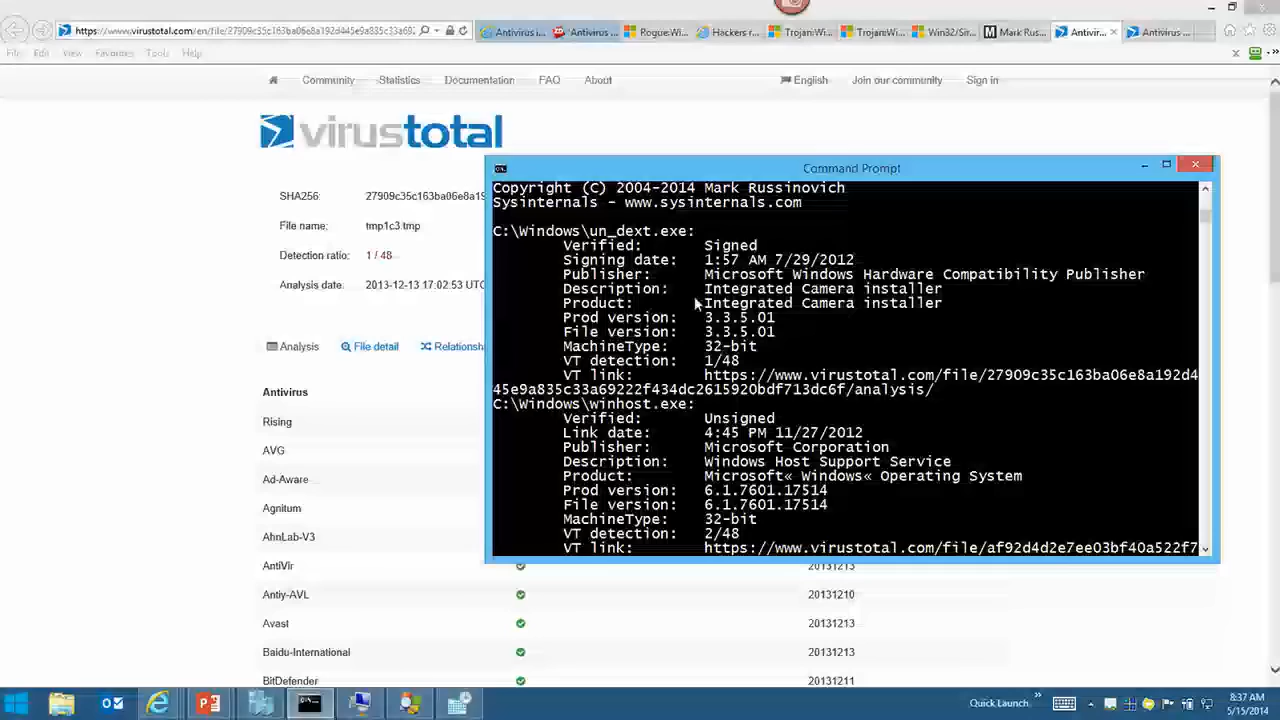 https://www.virustotal.com/en/file/27909c35c163ba06e8a192d445e9a835c33a692
Antivirus i...
Antivirus ...
Rogue:Wi...
Hackers r...
Trojan:Wi...
Trojan:Wi...
Win32/Sir...
Mark Rus...
Antivir...
Antivirus ...
File Edit View Favorites Tools Help
Community Statistics Documentation FAQ About English Join our community Sign in
virustotal
SHA256: 27909c35c163ba06e8a19
File name: tmp1c3.tmp
Detection ratio: 1 / 48
Analysis date: 2013-12-13 17:02:53 UTC
Analysis File detail Relationsh
Antivirus
Rising
AVG
Ad-Aware
Agnitum
AhnLab-V3
AntiVir 20131213
Antiy-AVL 20131210
Avast 20131213
Baidu-International 20131213
BitDefender 20131211
Command Prompt
Copyright (C) 2004-2014 Mark Russinovich
Sysinternals - www.sysinternals.com
C:\Windows\un_dext.exe:
Verified: Signed
Signing date: 1:57 AM 7/29/2012
Publisher: Microsoft Windows Hardware Compatibility Publisher
Description: Integrated Camera installer
Product: Integrated Camera installer
Prod version: 3.3.5.01
File version: 3.3.5.01
MachineType: 32-bit
VT detection: 1/48
VT link: https://www.virustotal.com/file/27909c35c163ba06e8a192d4
45e9a835c33a69222f434dc2615920bdf713dc6f/analysis/
C:\Windows\winhost.exe:
Verified: Unsigned
Link date: 4:45 PM 11/27/2012
Publisher: Microsoft Corporation
Description: Windows Host Support Service
Product: Microsoft« Windows« Operating System
Prod version: 6.1.7601.17514
File version: 6.1.7601.17514
MachineType: 32-bit
VT detection: 2/48
VT link: https://www.virustotal.com/file/af92d4d2e7ee03bf40a522f7
Quick Launch
8:37 AM
5/15/2014